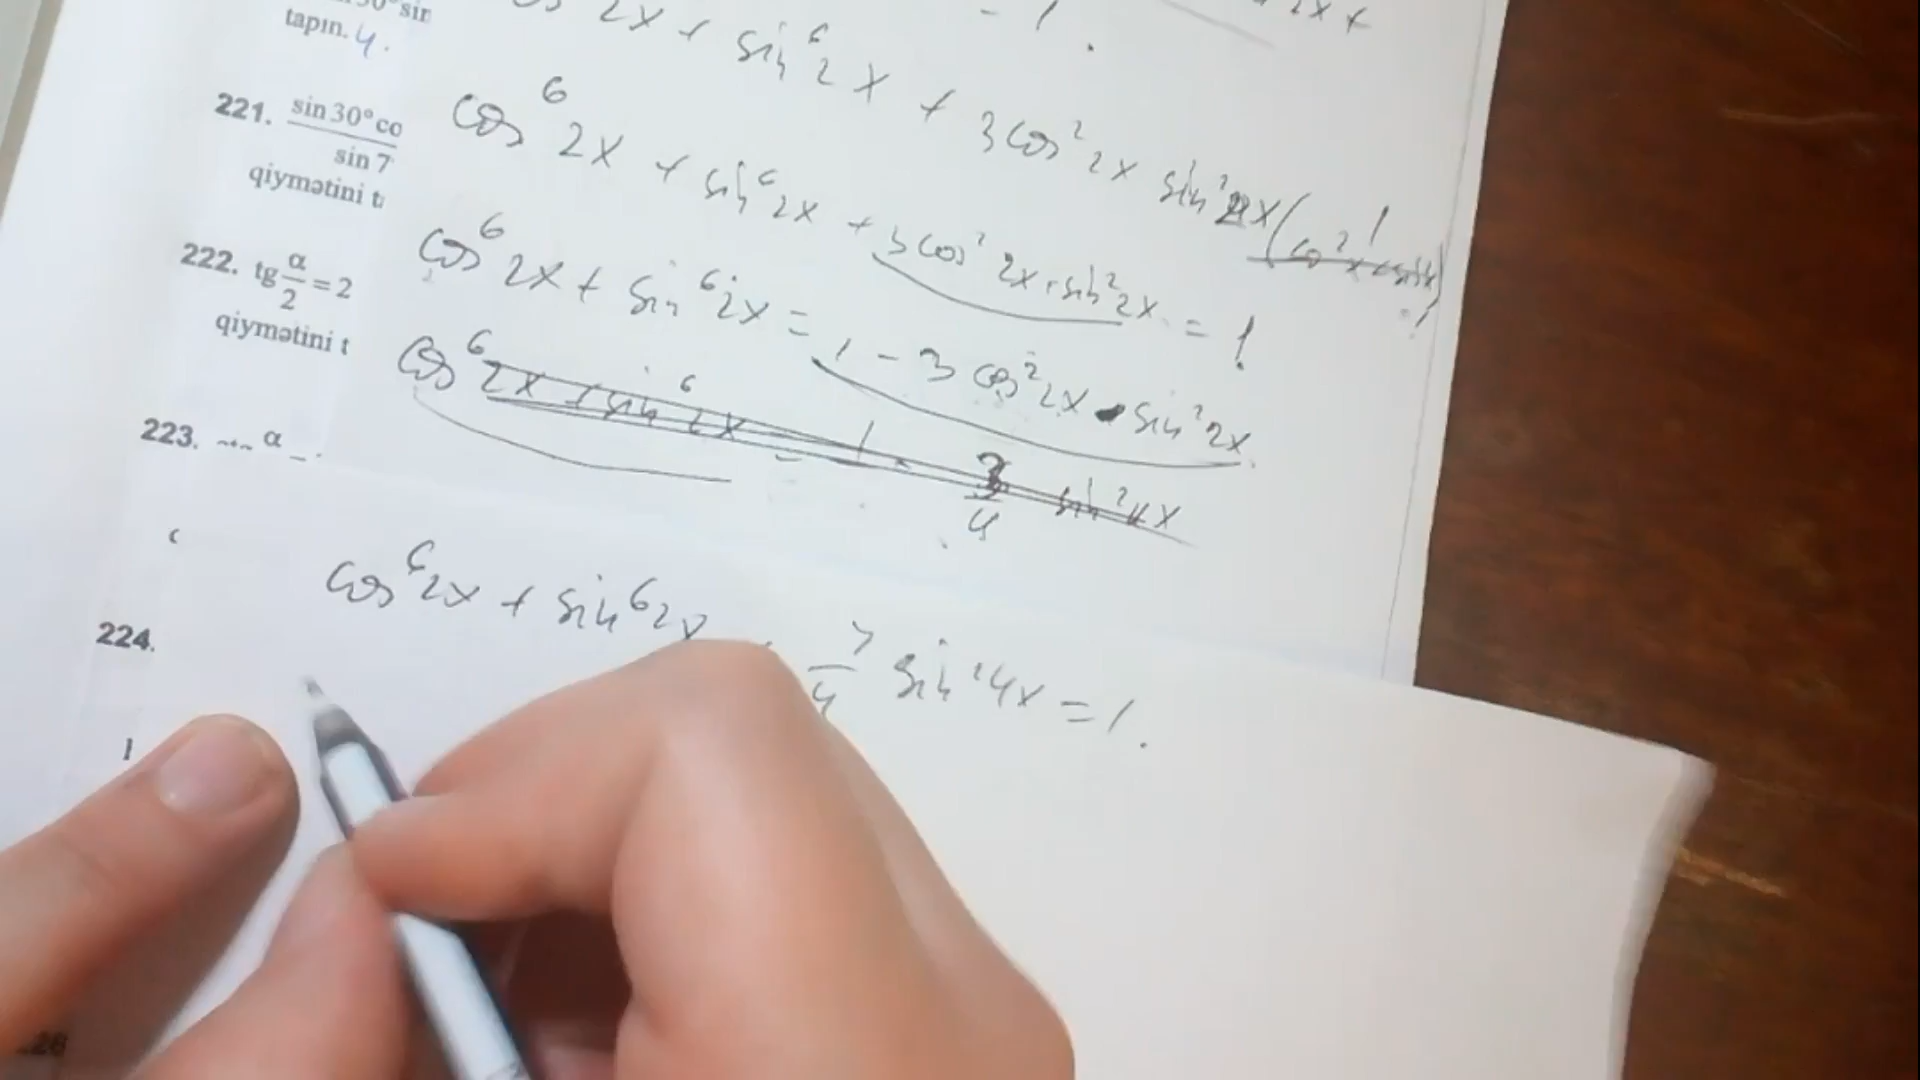 tapın. 4.
2x + sin⁶2x + 3cos²2x sin²2x(
221. sin 30° co
sin 7
qiymətini t
cos⁶2x + sin⁶2x + 3cos²2x · sin²2x = 1
222. tg α/2 = 2
qiymətini t
cos⁶2x + sin⁶2x = 1 - 3cos²2x · sin²2x
cos⁶2x + sin⁶2x = 1 - 3/4 sin²4x
223. α
cos⁶2x + sin⁶2x
sin²4x = 1.
224.